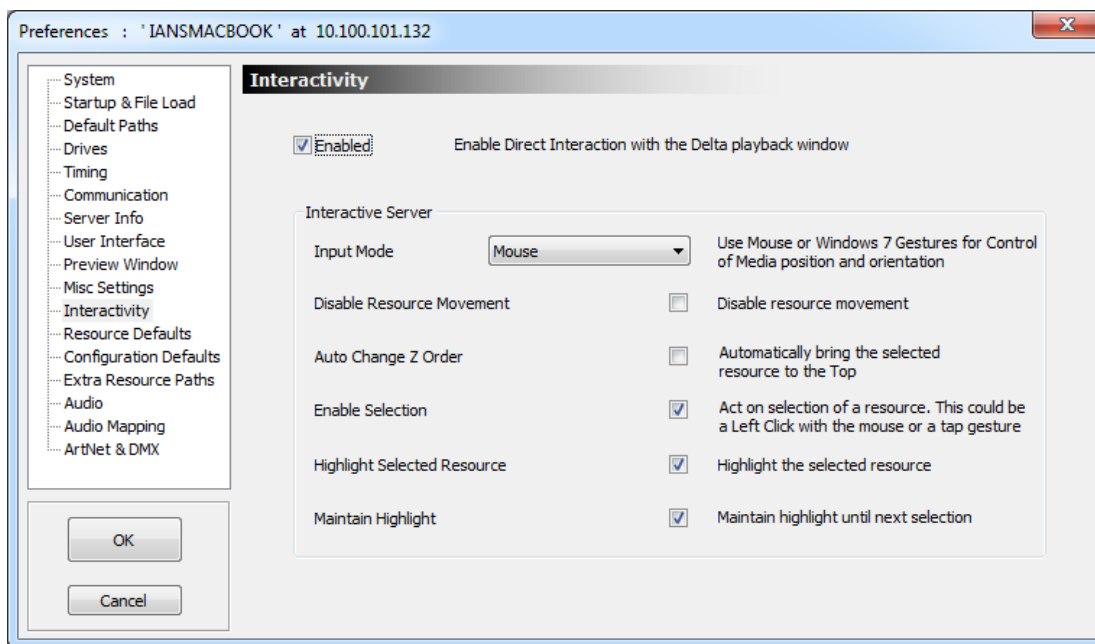 Preferences : ' IANSMACBOOK ' at 10.100.101.132
X
System
Startup & File Load
Default Paths
Drives
Timing
Communication
Server Info
User Interface
Preview Window
Misc Settings
Interactivity
Resource Defaults
Configuration Defaults
Extra Resource Paths
Audio
Audio Mapping
ArtNet & DMX
OK
Cancel
Interactivity
Enabled
Enable Direct Interaction with the Delta playback window
Interactive Server
Input Mode
Mouse
Use Mouse or Windows 7 Gestures for Control
of Media position and orientation
Disable Resource Movement
Disable resource movement
Auto Change Z Order
Automatically bring the selected
resource to the Top
Enable Selection
Act on selection of a resource. This could be
a Left Click with the mouse or a tap gesture
Highlight Selected Resource
Highlight the selected resource
Maintain Highlight
Maintain highlight until next selection